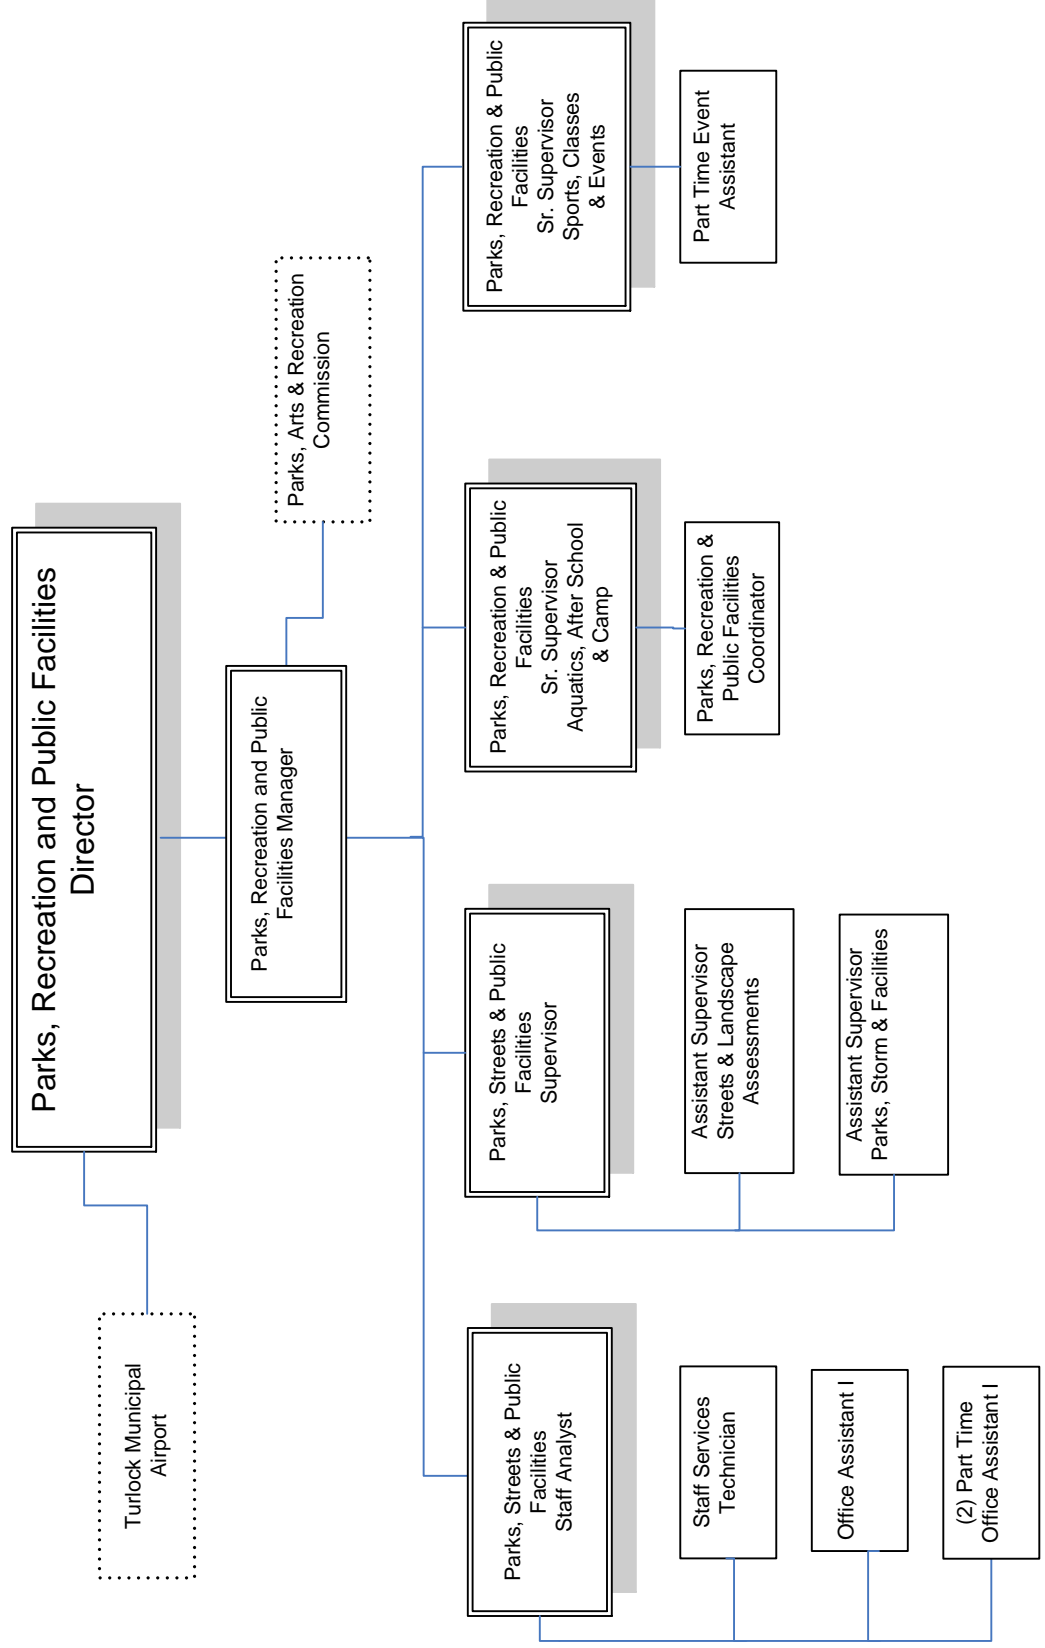 Parks, Recreation and Public Facilities
Director
Turlock Municipal
Airport
Parks, Recreation and Public
Facilities Manager
Parks, Arts & Recreation
Commission
Parks, Streets & Public
Facilities
Staff Analyst
Parks, Streets & Public
Facilities
Supervisor
Parks, Recreation & Public
Facilities
Sr. Supervisor
Aquatics, After School
& Camp
Parks, Recreation & Public
Facilities
Sr. Supervisor
Sports, Classes
& Events
Staff Services
Technician
Office Assistant I
(2) Part Time
Office Assistant I
Assistant Supervisor
Streets & Landscape
Assessments
Assistant Supervisor
Parks, Storm & Facilities
Parks, Recreation &
Public Facilities
Coordinator
Part Time Event
Assistant